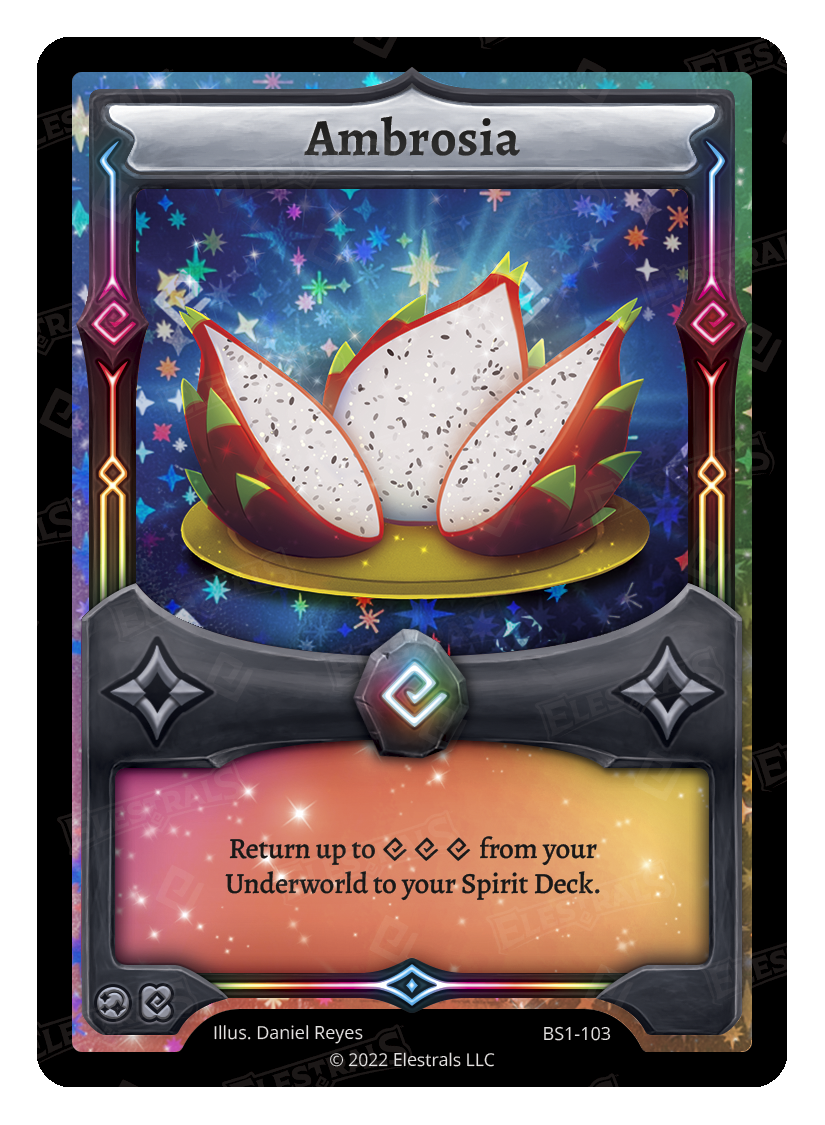 Ambrosia
Return up to from your
Underworld to your Spirit Deck.
Illus. Daniel Reyes
BS1-103
© 2022 Elestrals LLC
ELESTRALS